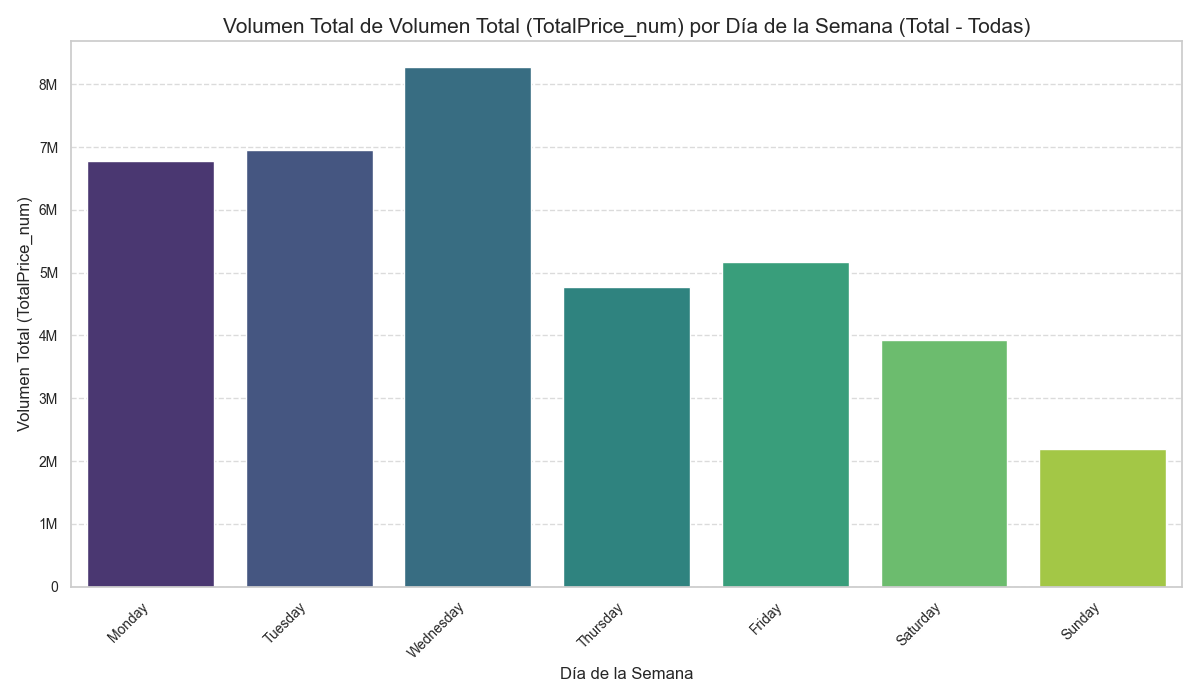 Volumen Total de Volumen Total (TotalPrice_num) por Día de la Semana (Total - Todas)
Volumen Total (TotalPrice_num)
8M
7M
6M
5M
4M
3M
2M
1M
0
Monday
Tuesday
Wednesday
Thursday
Friday
Saturday
Sunday
Día de la Semana